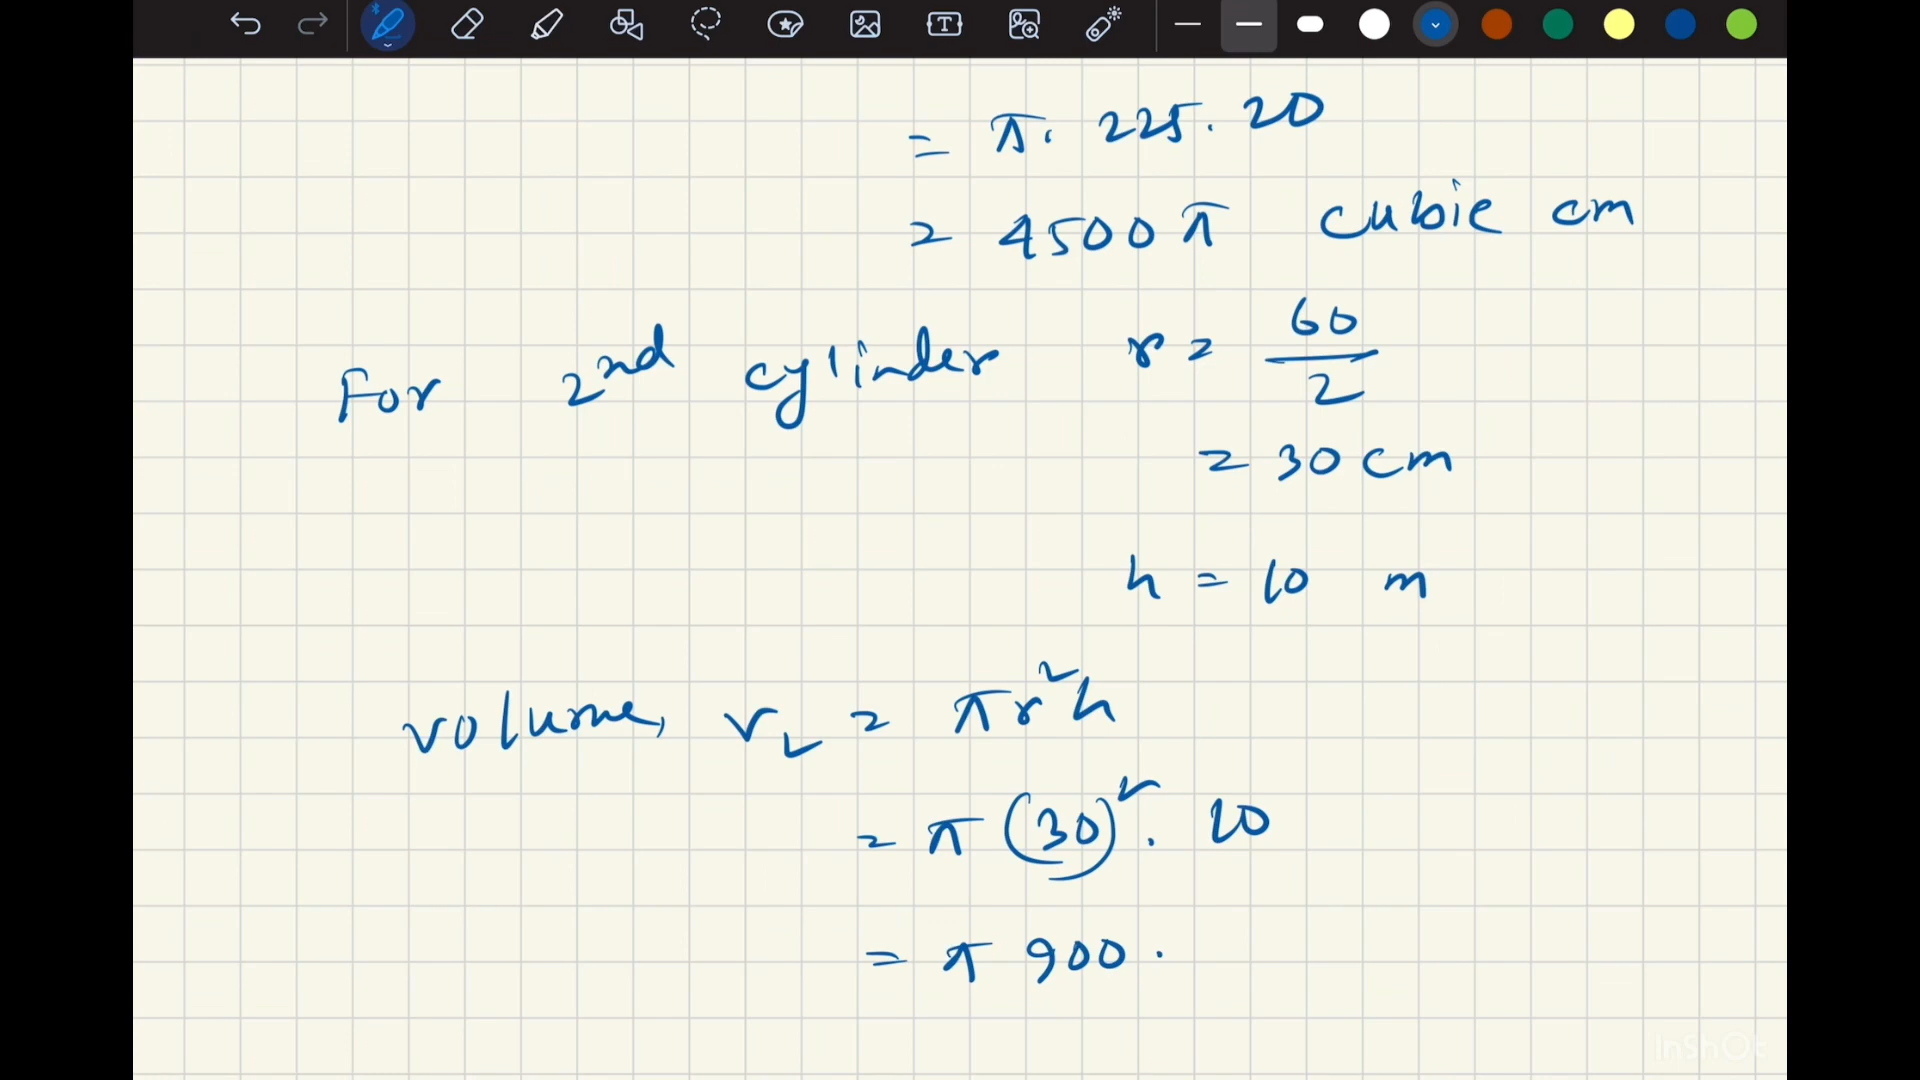 = π. 225. 20
= 4500 π cubic cm
For 2nd cylinder r = 60/2
= 30 cm
h = 10 m
volume, V₂ = πr²h
= π (30)². 10
= π 900 .
InShOt